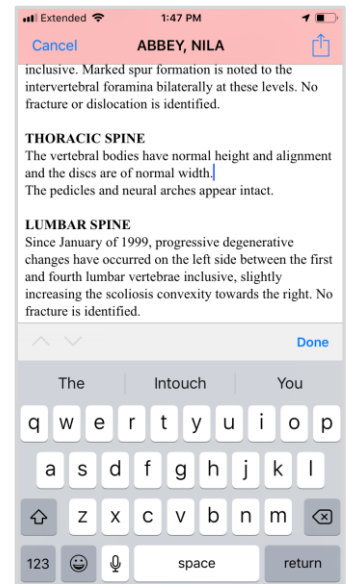 Extended 1:47 PM
Cancel ABBEY, NILA
inclusive. Marked spur formation is noted to the
intervertebral foramina bilaterally at these levels. No
fracture or dislocation is identified.
THORACIC SPINE
The vertebral bodies have normal height and alignment
and the discs are of normal width.
The pedicles and neural arches appear intact.
LUMBAR SPINE
Since January of 1999, progressive degenerative
changes have occurred on the left side between the first
and fourth lumbar vertebrae inclusive, slightly
increasing the scoliosis convexity towards the right. No
fracture is identified.
Done
The Intouch You
q w e r t y u i o p
a s d f g h j k l
z x c v b n m
123 space return